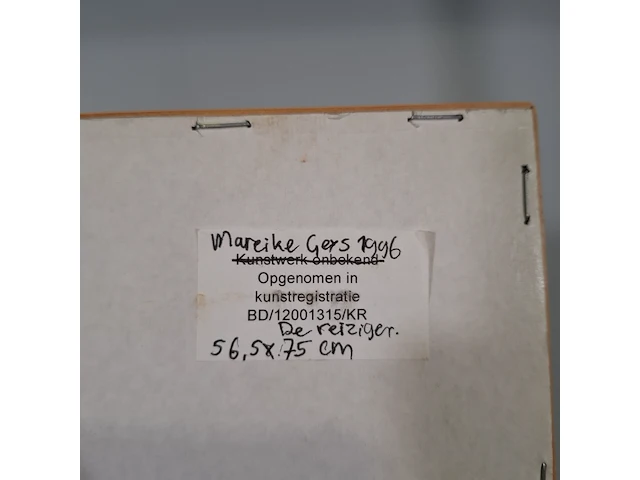 Mareike Gers 1996
Kunstwerk onbekend
Opgenomen in
kunstregistratie
BD/12001315/KR
De reiziger.
56,5x75 cm